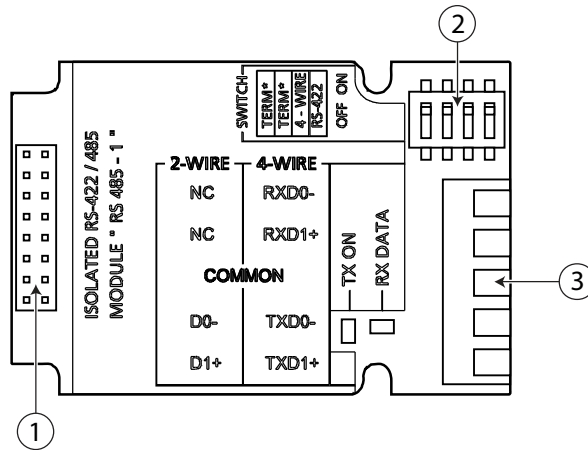 2
SWITCH
TERM*
TERM*
4 - WIRE
RS-422
OFF ON
ISOLATED RS-422 / 485
MODULE " RS 485 - 1 "
2-WIRE 4-WIRE
NC RXD0-
NC RXD1+
COMMON
D0- TXD0-
D1+ TXD1+
TX ON
RX DATA
3
1